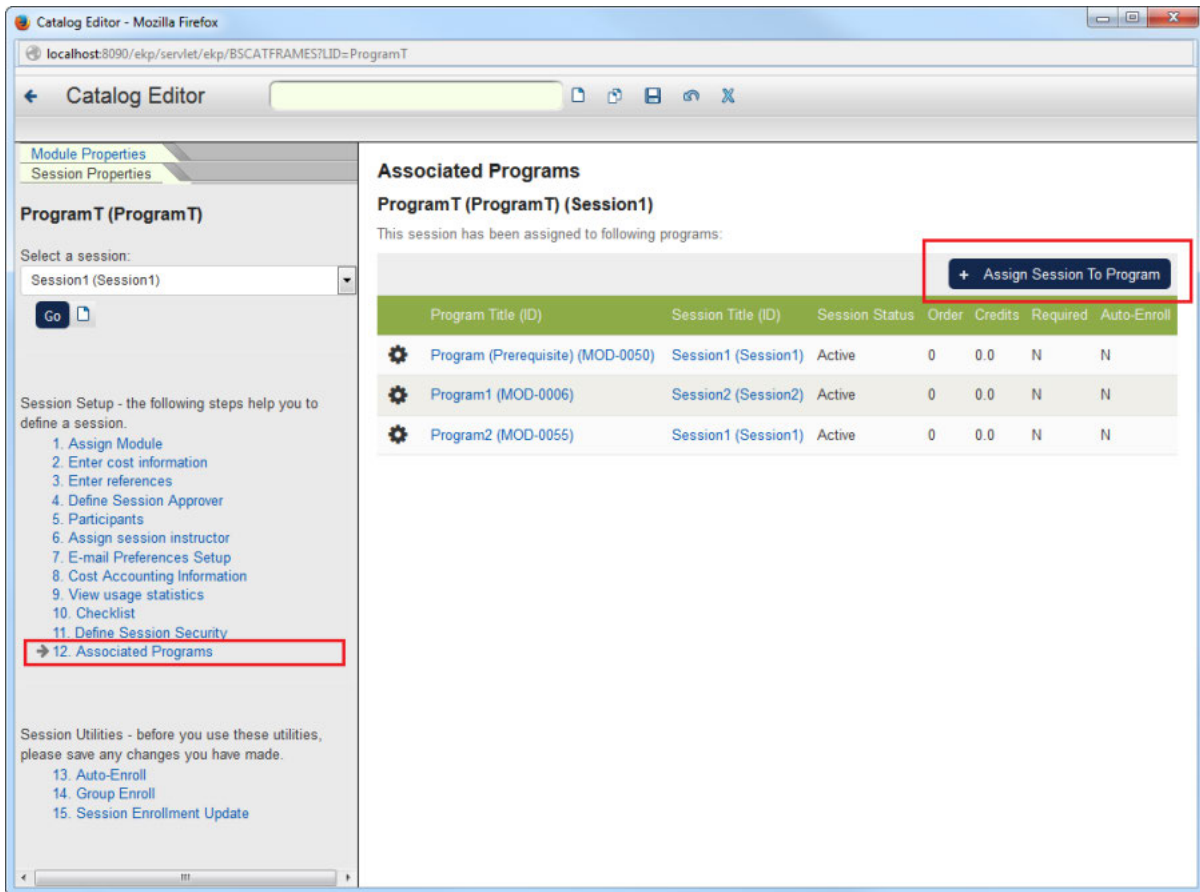 Catalog Editor - Mozilla Firefox
localhost:8090/ekp/servlet/ekp/BSCATFRAMES?LID=ProgramT
Catalog Editor
Module Properties
Session Properties
ProgramT (ProgramT)
Select a session:
Session1 (Session1)
Go
Session Setup - the following steps help you to
define a session.
1. Assign Module
2. Enter cost information
3. Enter references
4. Define Session Approver
5. Participants
6. Assign session instructor
7. E-mail Preferences Setup
8. Cost Accounting Information
9. View usage statistics
10. Checklist
11. Define Session Security
12. Associated Programs
Session Utilities - before you use these utilities,
please save any changes you have made.
13. Auto-Enroll
14. Group Enroll
15. Session Enrollment Update
Associated Programs
ProgramT (ProgramT) (Session1)
This session has been assigned to following programs:
+ Assign Session To Program
Program Title (ID) Session Title (ID) Session Status Order Credits Required Auto-Enroll
Program (Prerequisite) (MOD-0050) Session1 (Session1) Active 0 0.0 N N
Program1 (MOD-0006) Session2 (Session2) Active 0 0.0 N N
Program2 (MOD-0055) Session1 (Session1) Active 0 0.0 N N